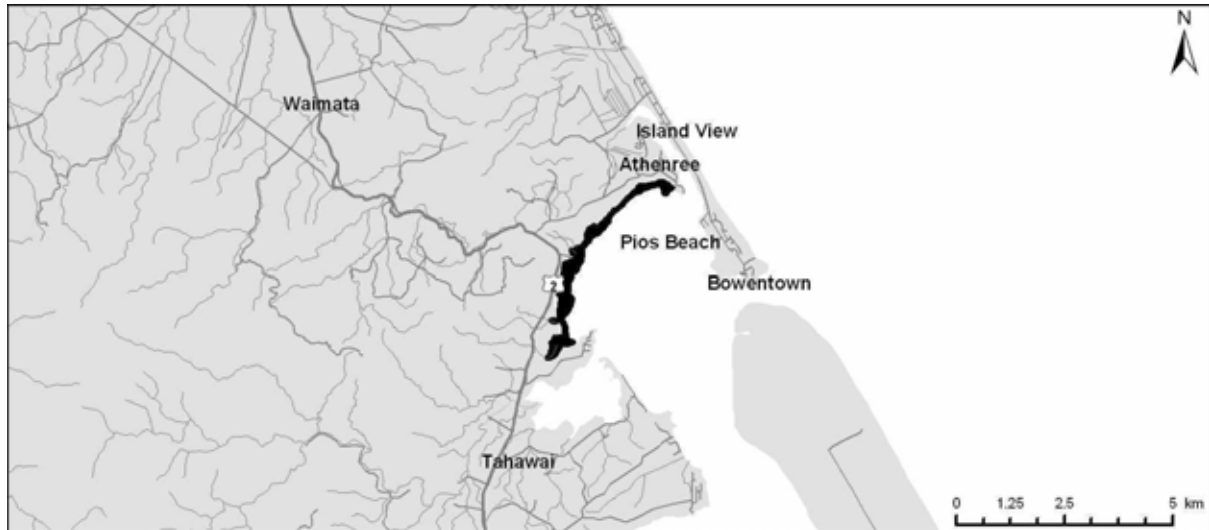 N
Waimata
Island View
Athenree
Pios Beach
Bowentown
2
Tahawai
0 1.25 2.5 5 km